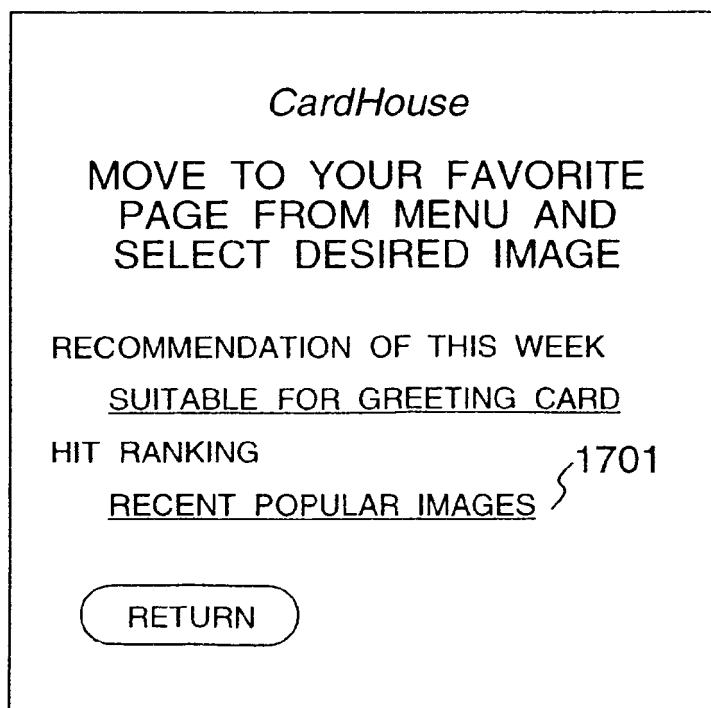 CardHouse
MOVE TO YOUR FAVORITE
PAGE FROM MENU AND
SELECT DESIRED IMAGE
RECOMMENDATION OF THIS WEEK
SUITABLE FOR GREETING CARD
HIT RANKING
1701
RECENT POPULAR IMAGES
RETURN